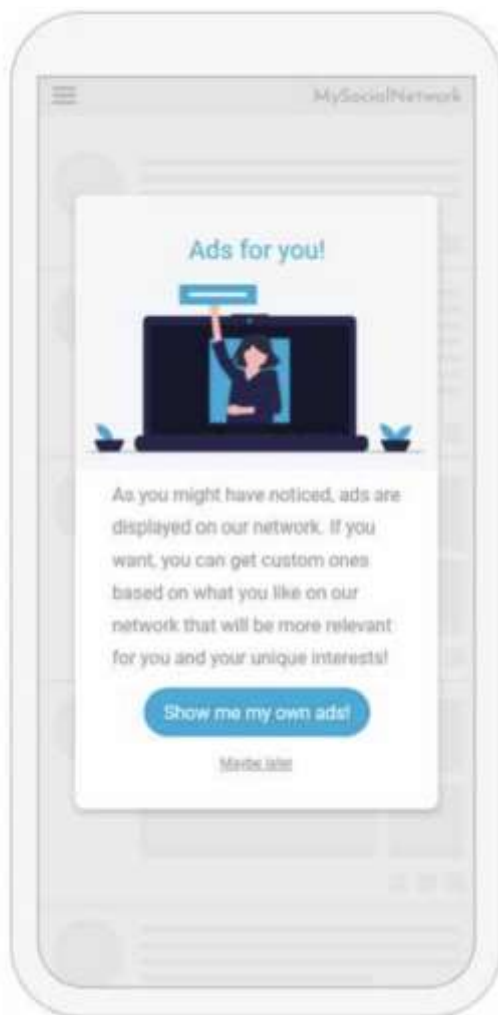 MySocialNetwork
Ads for you!
As you might have noticed, ads are
displayed on our network. If you
want, you can get custom ones
based on what you like on our
network that will be more relevant
for you and your unique interests!
Show me my own ads!
Maybe later